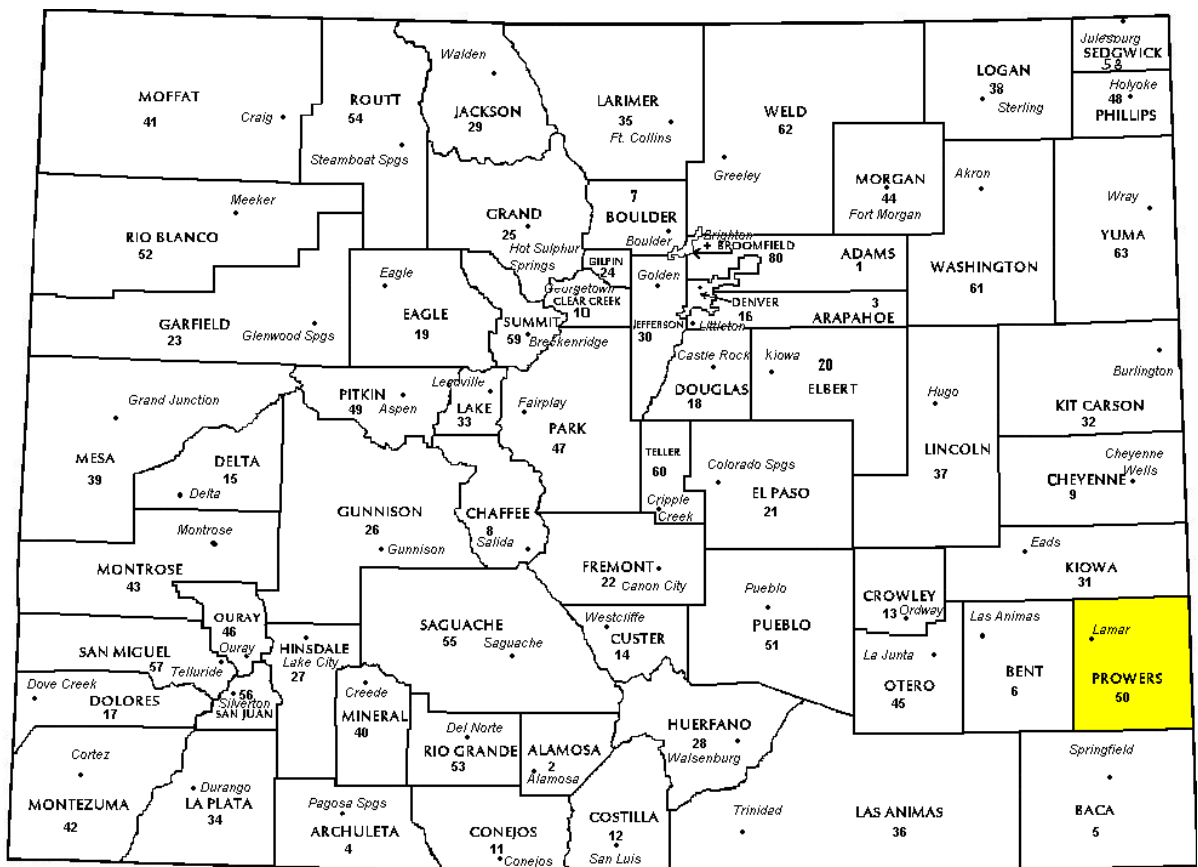 Julesburg
SEDGWICK
58
LOGAN
38
Sterling
Holyoke
48
PHILLIPS
MOFFAT
41
Craig
ROUTT
54
Steamboat Spgs
Walden
JACKSON
29
LARIMER
35
Ft. Collins
WELD
62
Greeley
MORGAN
44
Fort Morgan
Akron
WASHINGTON
61
Wray
YUMA
63
Meeker
RIO BLANCO
52
GRAND
25
Hot Sulphur
Springs
7
BOULDER
Boulder
Brighton
+ BROOMFIELD
80
ADAMS
1
GILPIN
24
Golden
JEFFERSON
30
Georgetown
CLEAR CREEK
10
DENVER
16
Littleton
3
ARAPAHOE
GARFIELD
23
Glenwood Spgs
Eagle
EAGLE
19
SUMMIT
59
Breckenridge
Castle Rock
DOUGLAS
18
kiowa
20
ELBERT
Hugo
LINCOLN
37
Burlington
KIT CARSON
32
Grand Junction
MESA
39
PITKIN
49
Aspen
Leadville
LAKE
33
Fairplay
PARK
47
TELLER
60
Cripple
Creek
Colorado Spgs
EL PASO
21
Cheyenne
Wells
CHEYENNE
9
DELTA
15
Delta
GUNNISON
26
Gunnison
CHAFFEE
8
Salida
FREMONT
22
Canon City
Eads
KIOWA
31
Montrose
MONTROSE
43
OURAY
46
Ouray
HINSDALE
Lake City
27
SAGUACHE
55
Saguache
Westcliffe
CUSTER
14
Pueblo
PUEBLO
51
CROWLEY
13
Ordway
Las Animas
BENT
6
Lamar
PROWERS
50
SAN MIGUEL
57
Telluride
56
Silverton
SAN JUAN
Dove Creek
DOLORES
17
Creede
MINERAL
40
Del Norte
RIO GRANDE
53
ALAMOSA
2
Alamosa
HUERFANO
28
Walsenburg
La Junta
OTERO
45
Cortez
MONTEZUMA
42
Durango
LA PLATA
34
Pagosa Spgs
ARCHULETA
4
CONEJOS
11
Conejos
COSTILLA
12
San Luis
Trinidad
LAS ANIMAS
36
Springfield
BACA
5